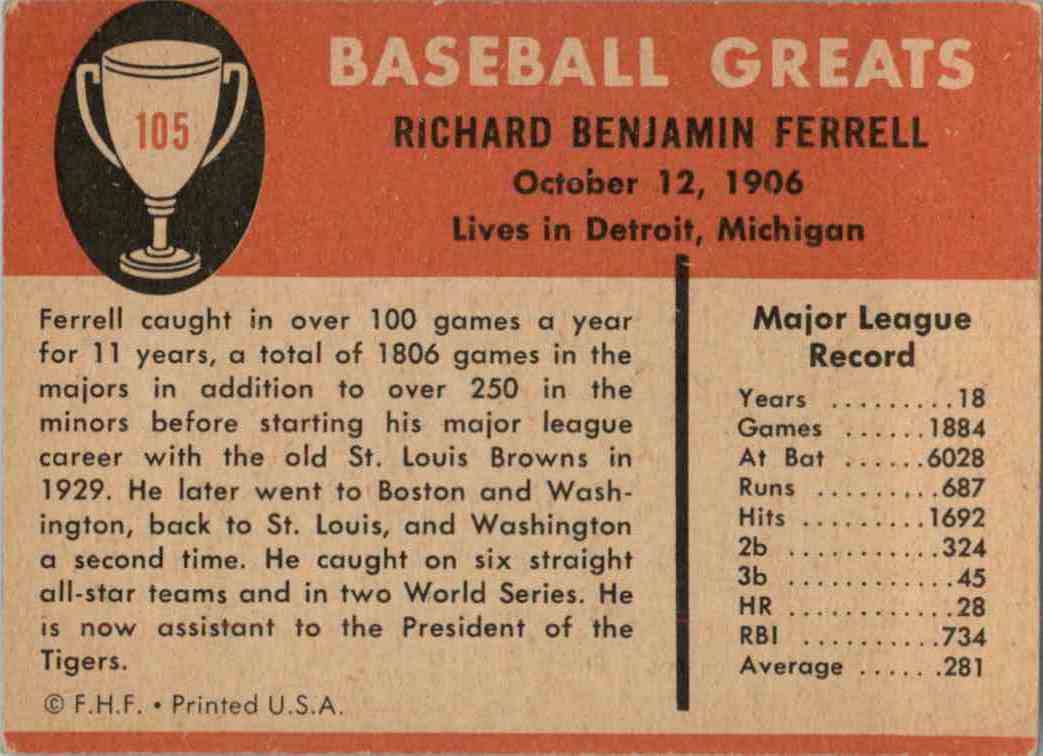 105
BASEBALL GREATS
RICHARD BENJAMIN FERRELL
October 12, 1906
Lives in Detroit, Michigan
Ferrell caught in over 100 games a year
for 11 years, a total of 1806 games in the
majors in addition to over 250 in the
minors before starting his major league
career with the old St. Louis Browns in
1929. He later went to Boston and Wash-
ington, back to St. Louis, and Washington
a second time. He caught on six straight
all-star teams and in two World Series. He
is now assistant to the President of the
Tigers.
© F.H.F. • Printed U.S.A.
Major League
Record
Years .........18
Games ......1884
At Bat ......6028
Runs .........687
Hits .........1692
2b ............324
3b .............45
HR .............28
RBI ..........734
Average ......281